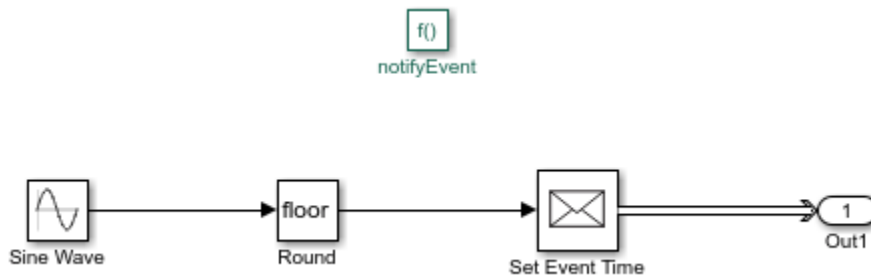 f()
notifyEvent
floor
1
Sine Wave
Round
Set Event Time
Out1